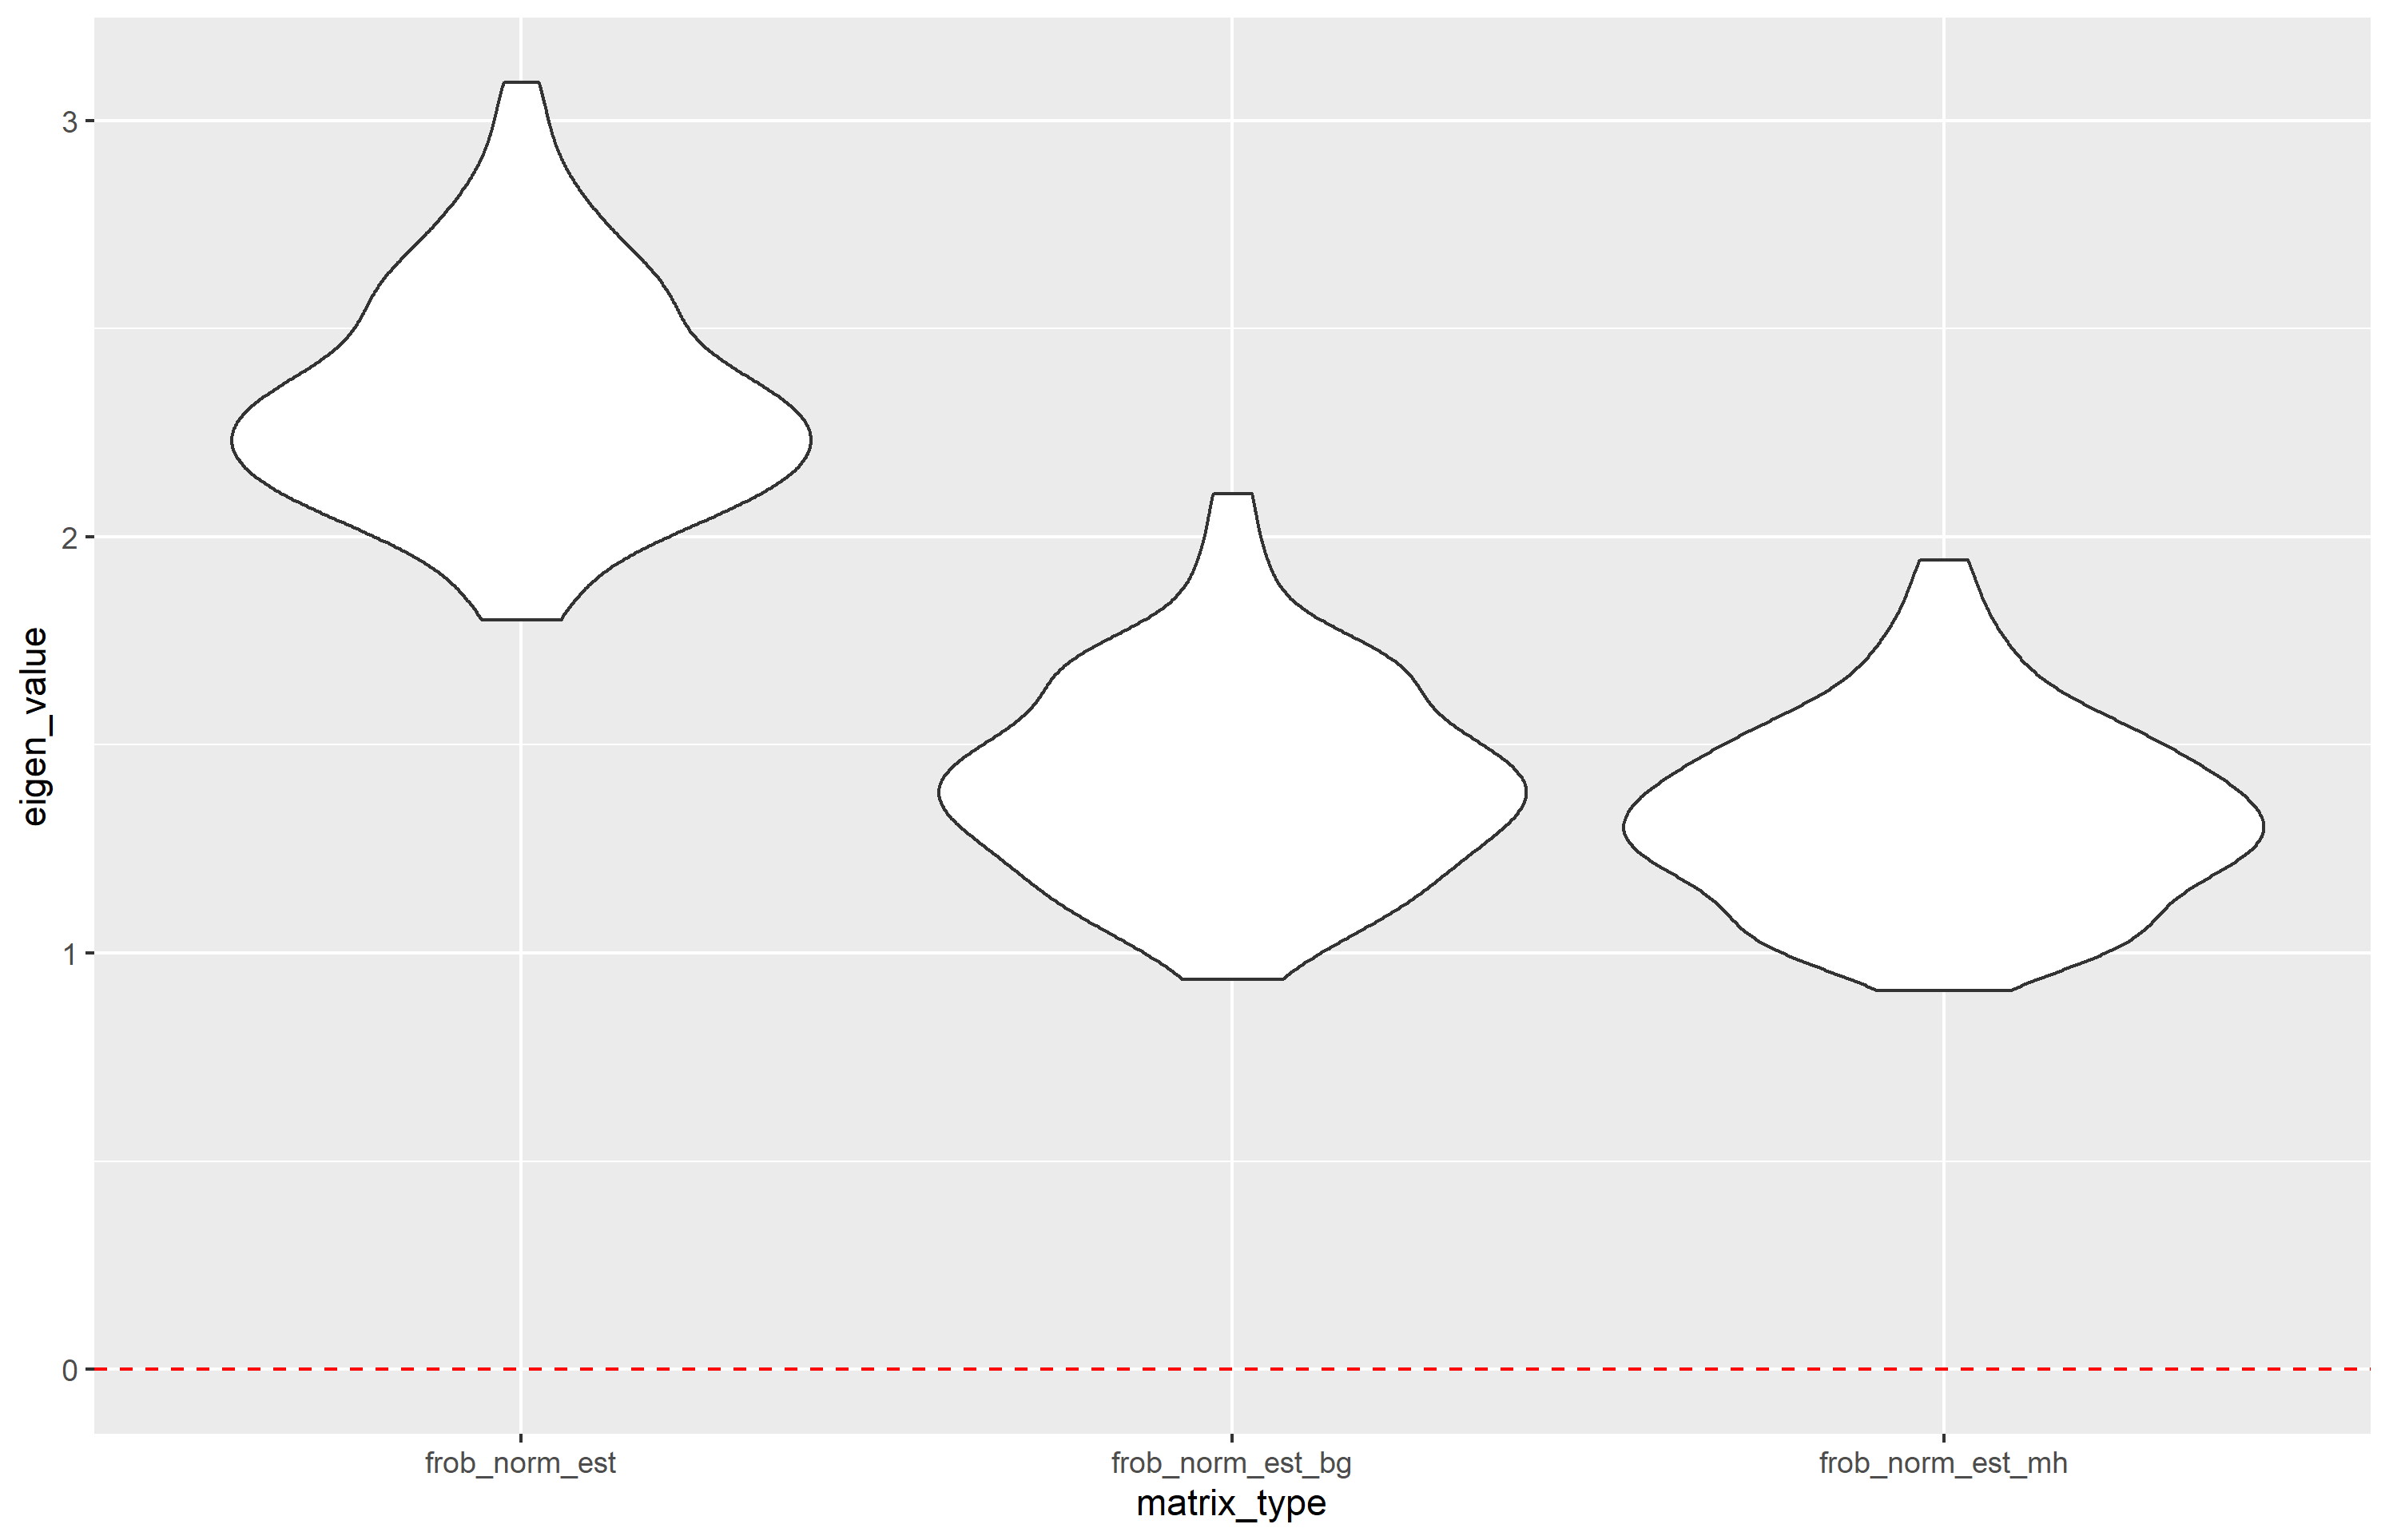 3
2
1
0
eigen_value
frob_norm_est
frob_norm_est_bg
frob_norm_est_mh
matrix_type